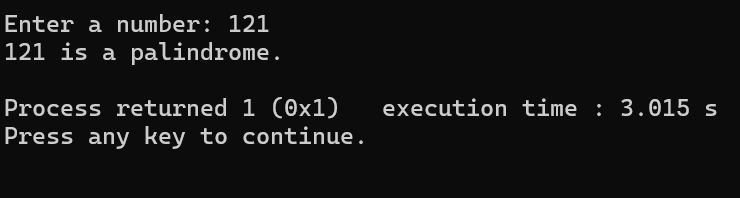 Enter a number: 121
121 is a palindrome.
Process returned 1 (0x1)   execution time : 3.015 s
Press any key to continue.